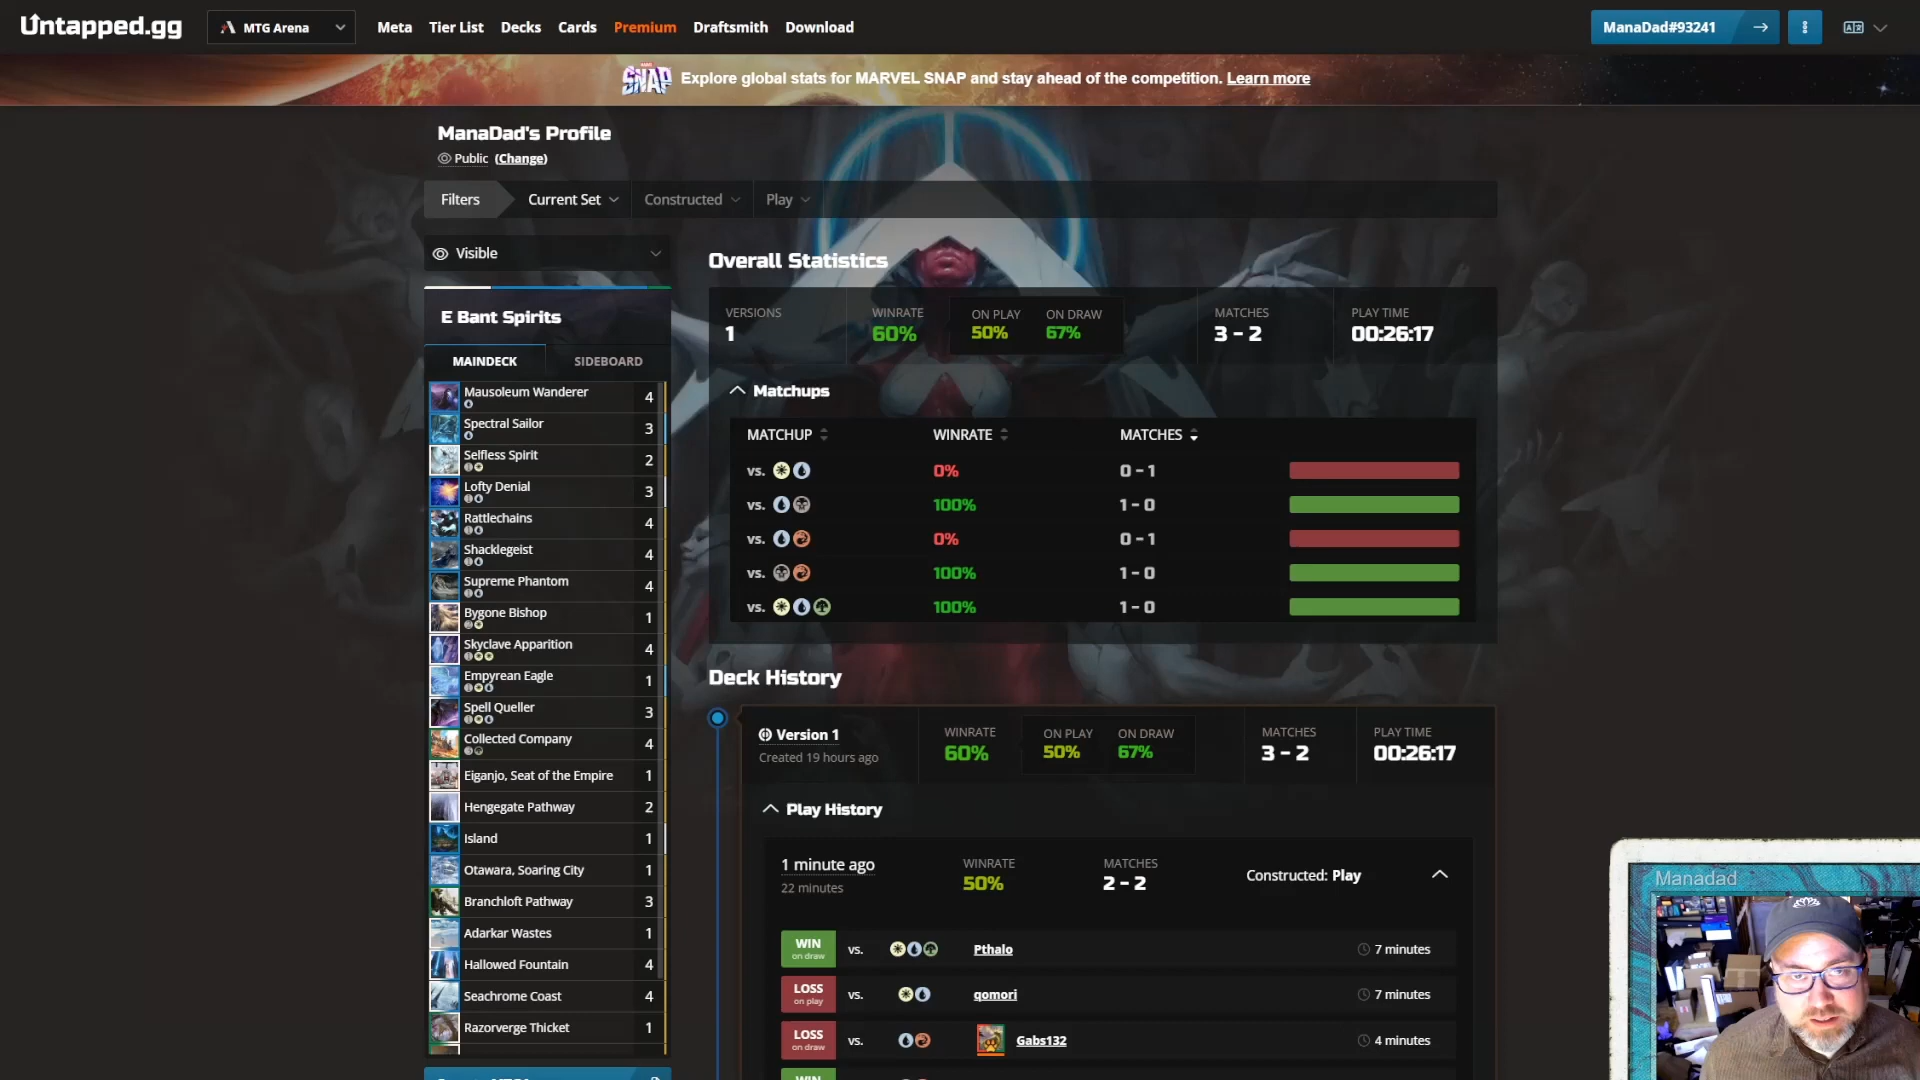 Untapped.gg
MTG Arena
Meta
Tier List
Decks
Cards
Premium
Draftsmith
Download
ManaDad#93241
MARVEL SNAP
Explore global stats for MARVEL SNAP and stay ahead of the competition. Learn more
ManaDad's Profile
Public (Change)
Filters
Current Set
Constructed
Play
Visible
E Bant Spirits
MAINDECK
SIDEBOARD
Mausoleum Wanderer 4
Spectral Sailor 3
Selfless Spirit 2
Lofty Denial 3
Rattlechains 4
Shacklegeist 4
Supreme Phantom 4
Bygone Bishop 1
Skyclave Apparition 4
Empyrean Eagle 1
Spell Queller 3
Collected Company 4
Eiganjo, Seat of the Empire 1
Hengegate Pathway 2
Island 1
Otawara, Soaring City 1
Branchloft Pathway 3
Adarkar Wastes 1
Hallowed Fountain 4
Seachrome Coast 4
Razorverge Thicket 1
Overall Statistics
VERSIONS WINRATE ON PLAY ON DRAW MATCHES PLAY TIME
1 60% 50% 67% 3 - 2 00:26:17
Matchups
MATCHUP WINRATE MATCHES
vs. 0% 0 - 1
vs. 100% 1 - 0
vs. 0% 0 - 1
vs. 100% 1 - 0
vs. 100% 1 - 0
Deck History
Version 1
Created 19 hours ago
WINRATE ON PLAY ON DRAW MATCHES PLAY TIME
60% 50% 67% 3 - 2 00:26:17
Play History
1 minute ago
22 minutes
WINRATE
50%
MATCHES
2 - 2
Constructed: Play
WIN
on draw
vs. Pthalo 7 minutes
LOSS
on play
vs. qomori 7 minutes
LOSS
on draw
vs. Gabs132 4 minutes
WIN
Manadad